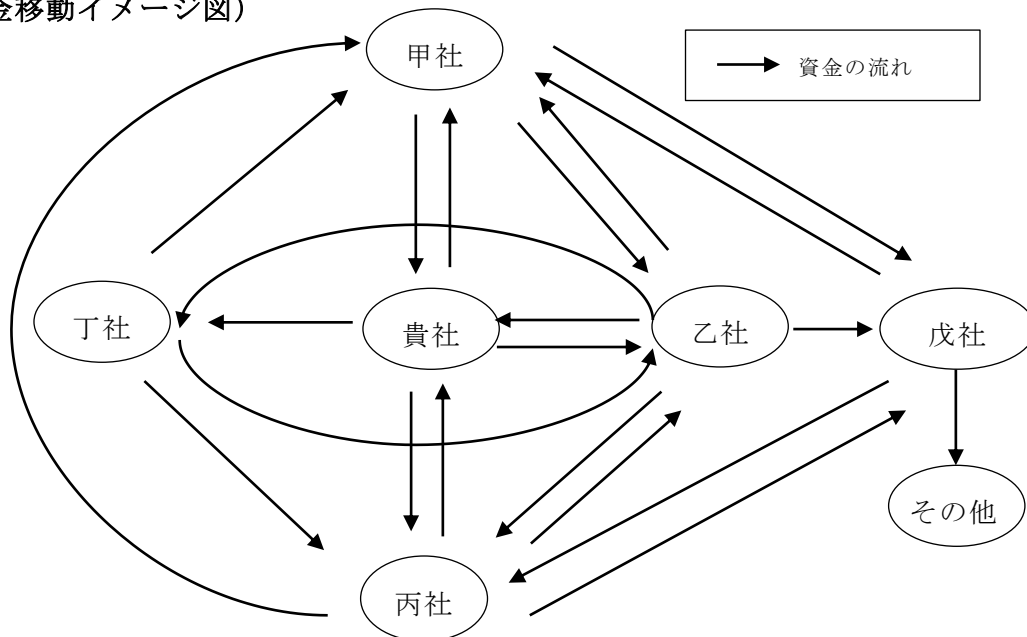 金移動イメージ図）
甲社
資金の流れ
丁社
貴社
乙社
戊社
その他
丙社